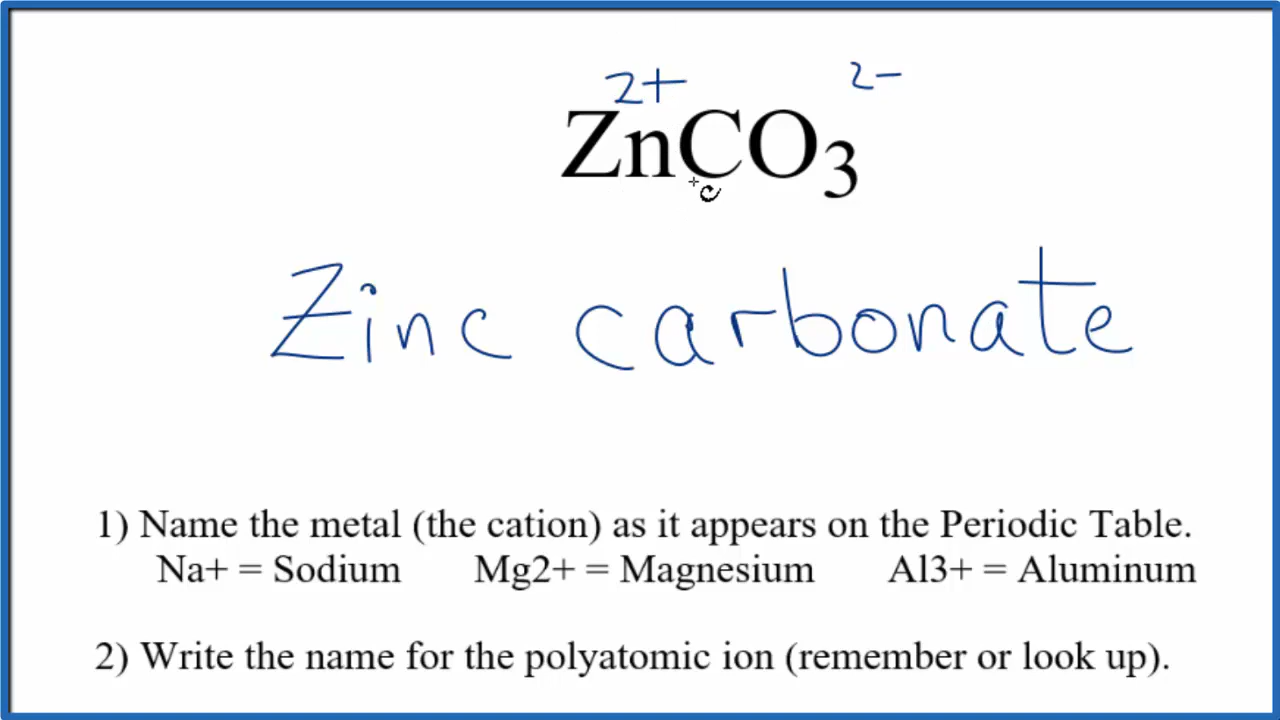 2+ 2-
ZnCO3
Zinc carbonate
1) Name the metal (the cation) as it appears on the Periodic Table.
Na+ = Sodium Mg2+ = Magnesium Al3+ = Aluminum
2) Write the name for the polyatomic ion (remember or look up).